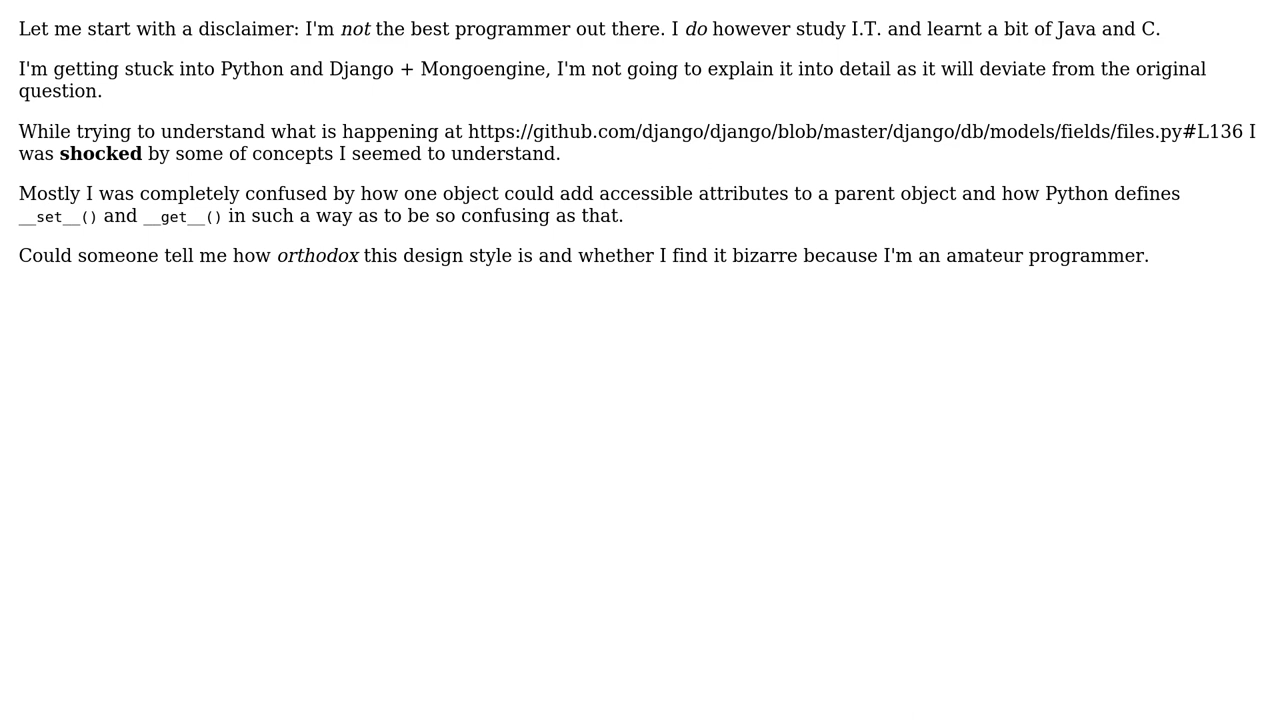 Let me start with a disclaimer: I'm not the best programmer out there. I do however study I.T. and learnt a bit of Java and C.
I'm getting stuck into Python and Django + Mongoengine, I'm not going to explain it into detail as it will deviate from the original
question.
While trying to understand what is happening at https://github.com/django/django/blob/master/django/db/models/fields/files.py#L136 I
was shocked by some of concepts I seemed to understand.
Mostly I was completely confused by how one object could add accessible attributes to a parent object and how Python defines
__set__() and __get__() in such a way as to be so confusing as that.
Could someone tell me how orthodox this design style is and whether I find it bizarre because I'm an amateur programmer.